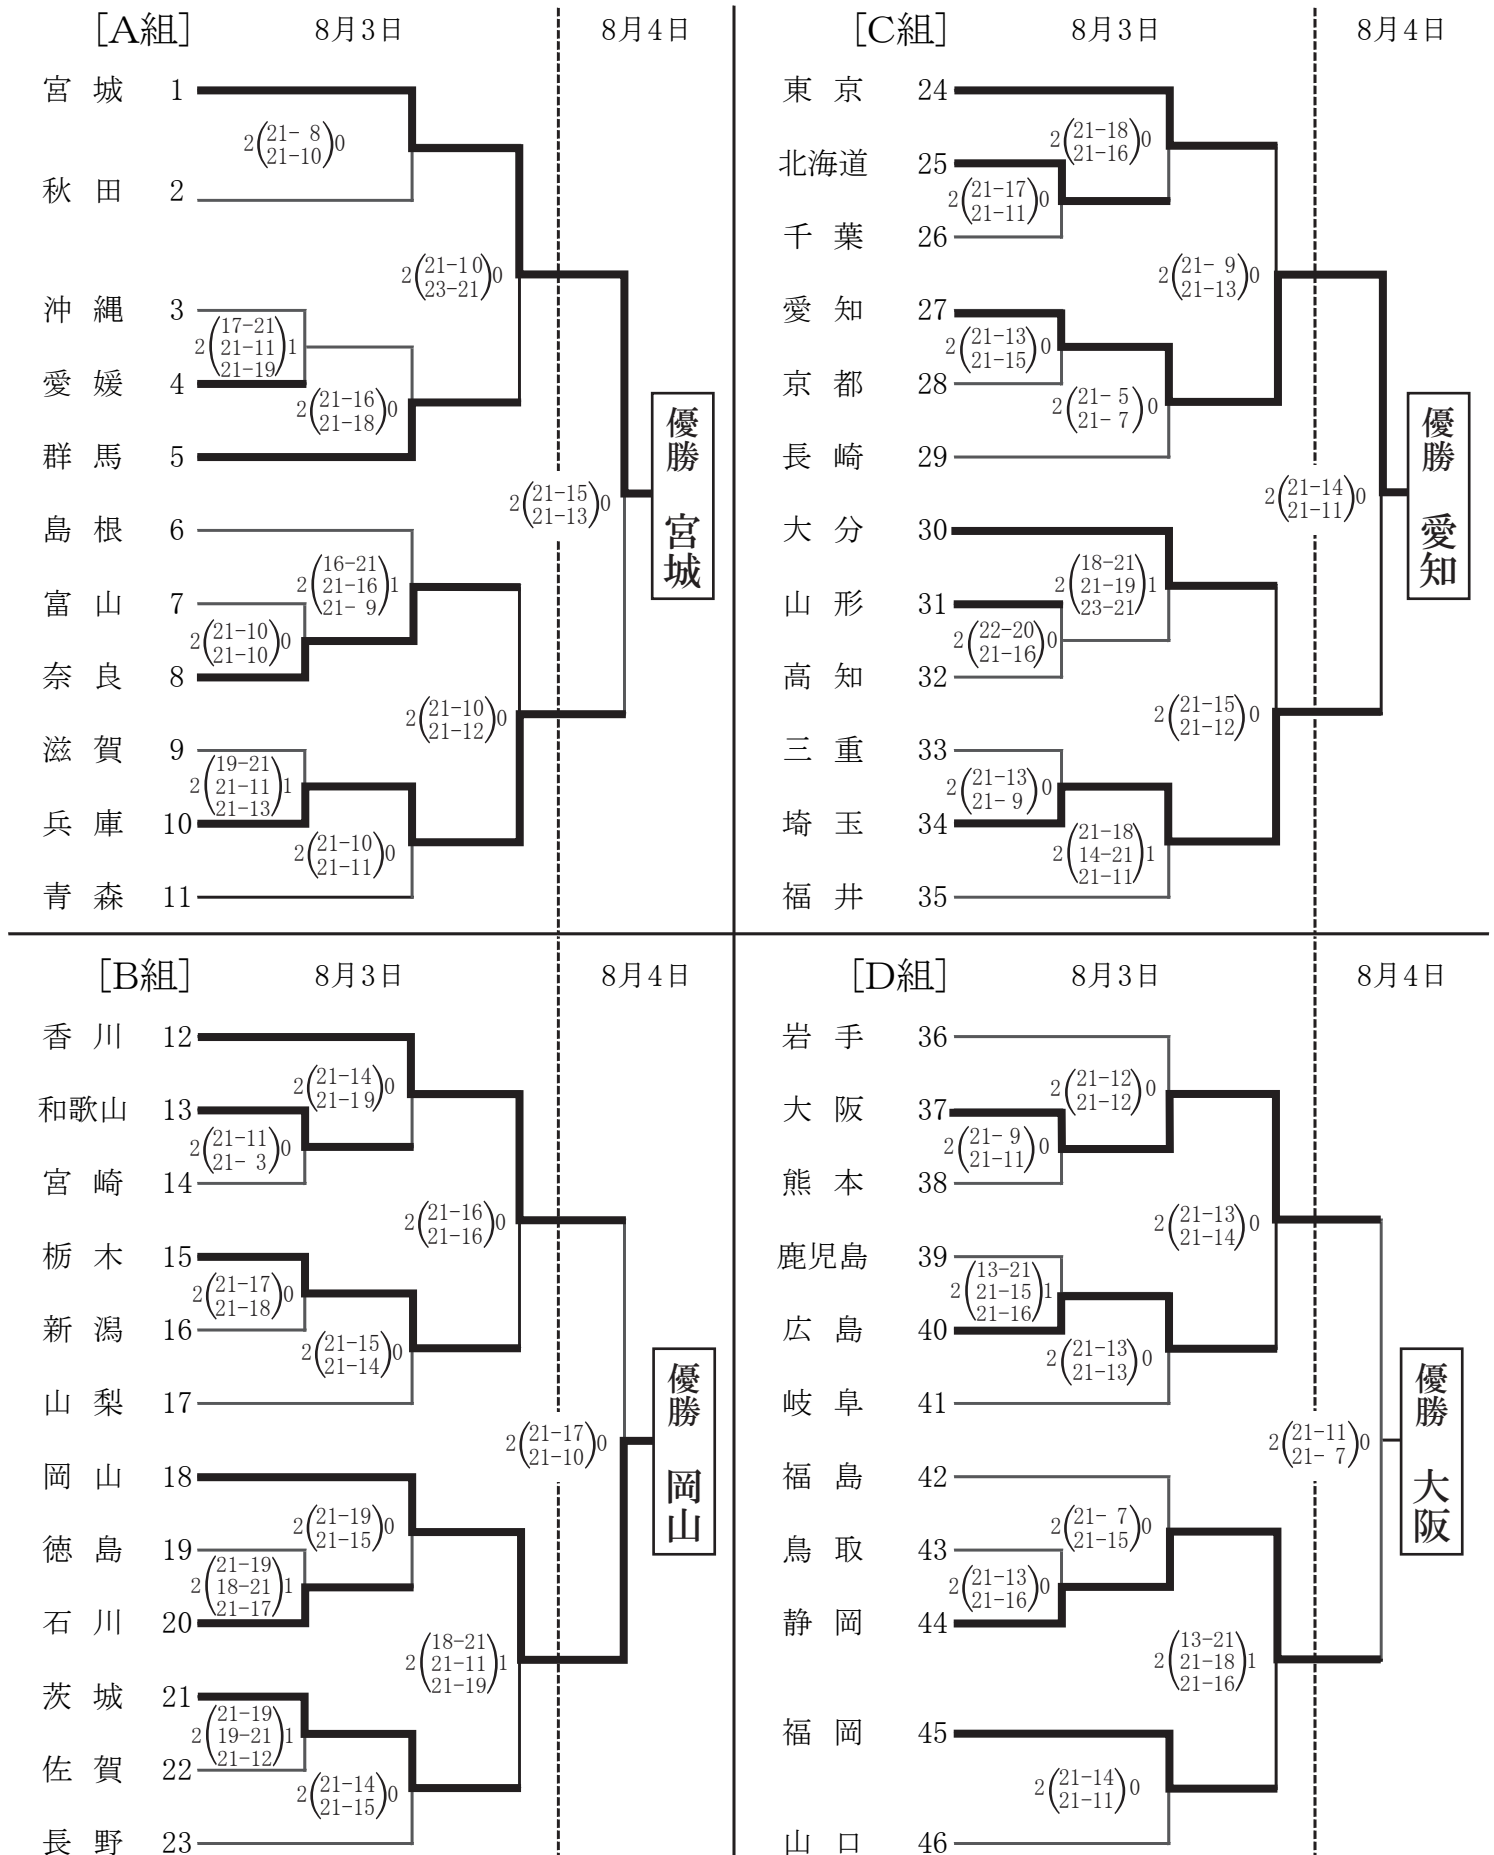 [A組] 8月3日 8月4日
宮城 1
2(21- 8 21-10)0
秋田 2
2(21-10 23-21)0
沖縄 3
2(17-21 21-11 21-19)1
愛媛 4
2(21-16 21-18)0
群馬 5
2(21-15 21-13)0
優勝 宮城
島根 6
2(16-21 21-16 21- 9)1
富山 7
2(21-10 21-10)0
奈良 8
2(21-10 21-12)0
滋賀 9
2(19-21 21-11 21-13)1
兵庫 10
2(21-10 21-11)0
青森 11
[C組] 8月3日 8月4日
東京 24
2(21-18 21-16)0
北海道 25
2(21-17 21-11)0
千葉 26
2(21- 9 21-13)0
愛知 27
2(21-13 21-15)0
京都 28
2(21- 5 21- 7)0
長崎 29
2(21-14 21-11)0
優勝 愛知
大分 30
2(18-21 21-19 23-21)1
山形 31
2(22-20 21-16)0
高知 32
2(21-15 21-12)0
三重 33
2(21-13 21- 9)0
埼玉 34
2(21-18 14-21 21-11)1
福井 35
[B組] 8月3日 8月4日
香川 12
2(21-14 21-19)0
和歌山 13
2(21-11 21- 3)0
宮崎 14
2(21-16 21-16)0
栃木 15
2(21-17 21-18)0
新潟 16
2(21-15 21-14)0
山梨 17
2(21-17 21-10)0
優勝 岡山
岡山 18
2(21-19 21-15)0
徳島 19
2(21-19 18-21 21-17)1
石川 20
2(18-21 21-11 21-19)1
茨城 21
2(21-19 19-21 21-12)1
佐賀 22
2(21-14 21-15)0
長野 23
[D組] 8月3日 8月4日
岩手 36
2(21-12 21-12)0
大阪 37
2(21- 9 21-11)0
熊本 38
2(21-13 21-14)0
鹿児島 39
2(13-21 21-15 21-16)1
広島 40
2(21-13 21-13)0
岐阜 41
2(21-11 21- 7)0
優勝 大阪
福島 42
2(21- 7 21-15)0
鳥取 43
2(21-13 21-16)0
静岡 44
2(13-21 21-18 21-16)1
福岡 45
2(21-14 21-11)0
山口 46